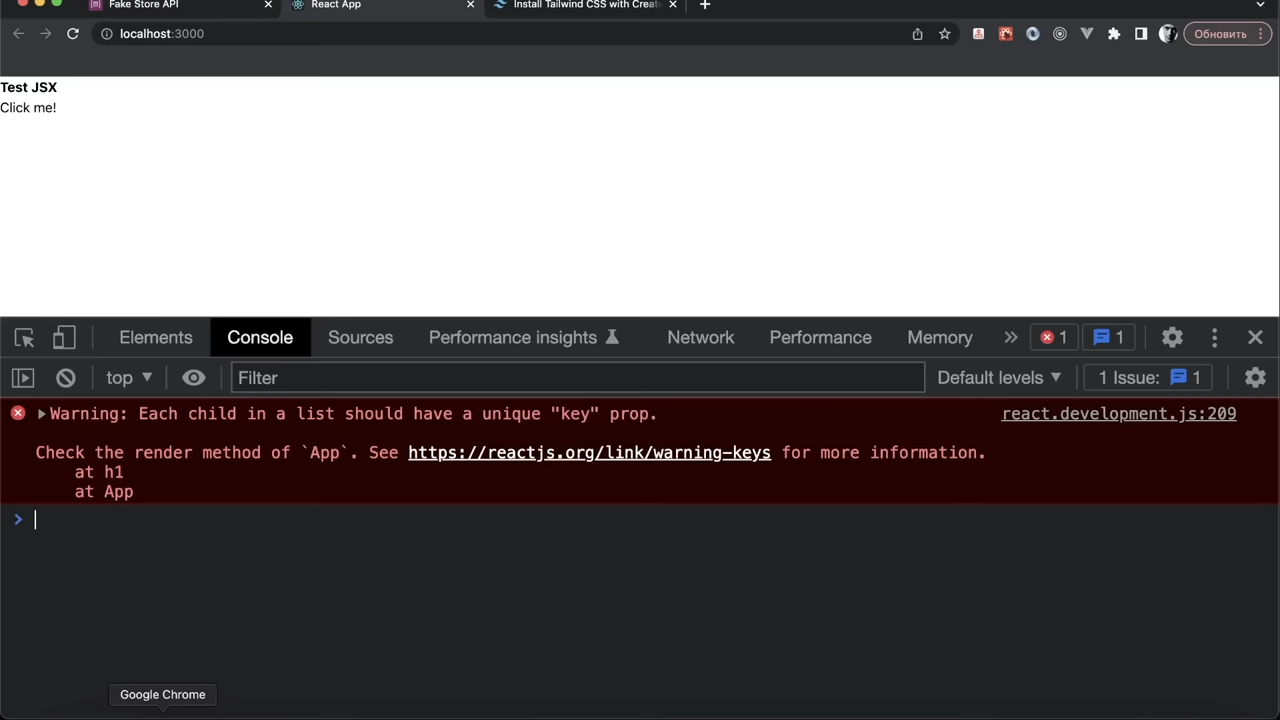 Fake Store API
React App
Install Tailwind CSS with Creat
localhost:3000
Обновить
Test JSX
Click me!
Elements Console Sources Performance insights Network Performance Memory 1 1
top Filter Default levels 1 Issue: 1
Warning: Each child in a list should have a unique "key" prop. react.development.js:209
Check the render method of `App`. See https://reactjs.org/link/warning-keys for more information.
at h1
at App
Google Chrome